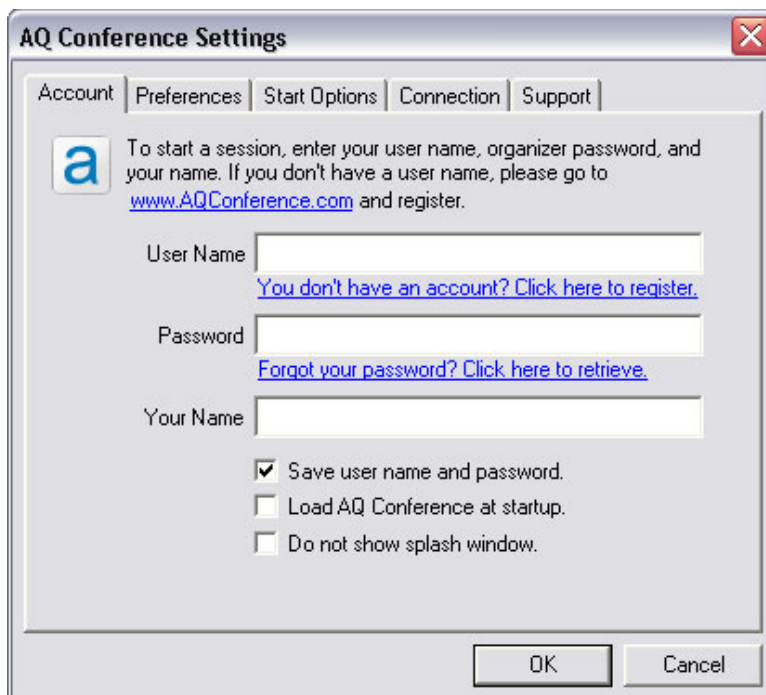 AQ Conference Settings
Account Preferences Start Options Connection Support
a
To start a session, enter your user name, organizer password, and
your name. If you don't have a user name, please go to
www.AQConference.com and register.
User Name
You don't have an account? Click here to register.
Password
Forgot your password? Click here to retrieve.
Your Name
Save user name and password.
Load AQ Conference at startup.
Do not show splash window.
OK Cancel